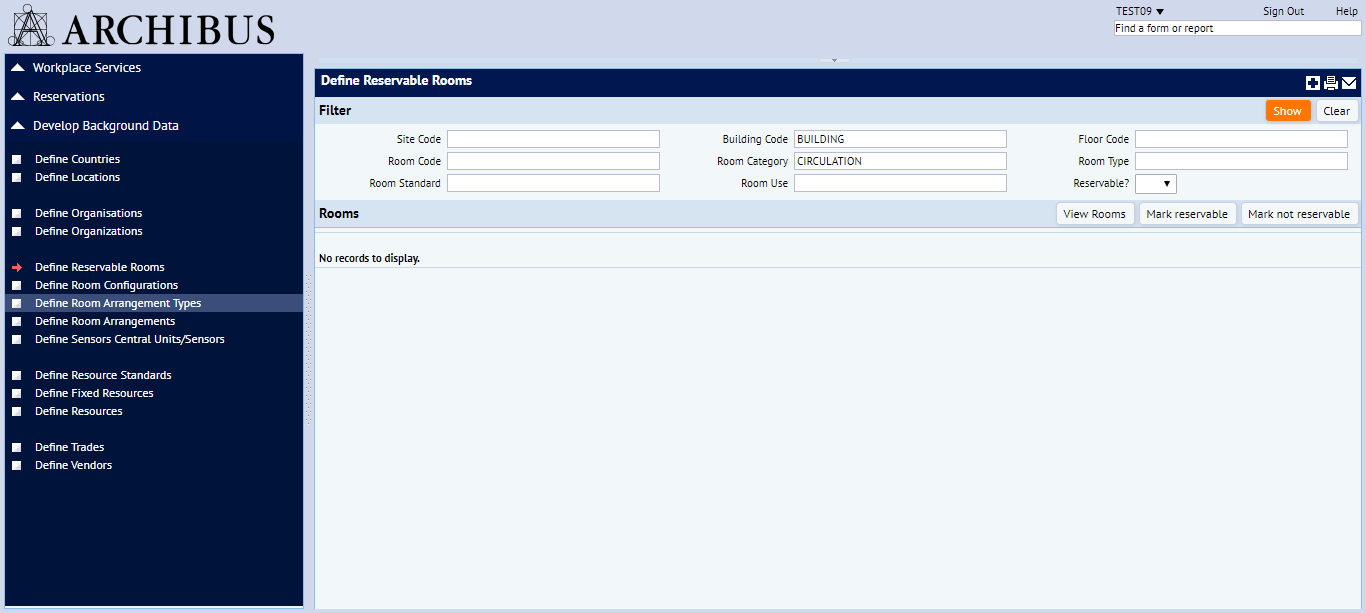 ARCHIBUS
TEST09
Sign Out
Help
Find a form or report
Workplace Services
Reservations
Develop Background Data
Define Countries
Define Locations
Define Organisations
Define Organizations
Define Reservable Rooms
Define Room Configurations
Define Room Arrangement Types
Define Room Arrangements
Define Sensors Central Units/Sensors
Define Resource Standards
Define Fixed Resources
Define Resources
Define Trades
Define Vendors
Define Reservable Rooms
Filter
Show
Clear
Site Code
Building Code BUILDING
Floor Code
Room Code
Room Category CIRCULATION
Room Type
Room Standard
Room Use
Reservable?
Rooms
View Rooms
Mark reservable
Mark not reservable
No records to display.